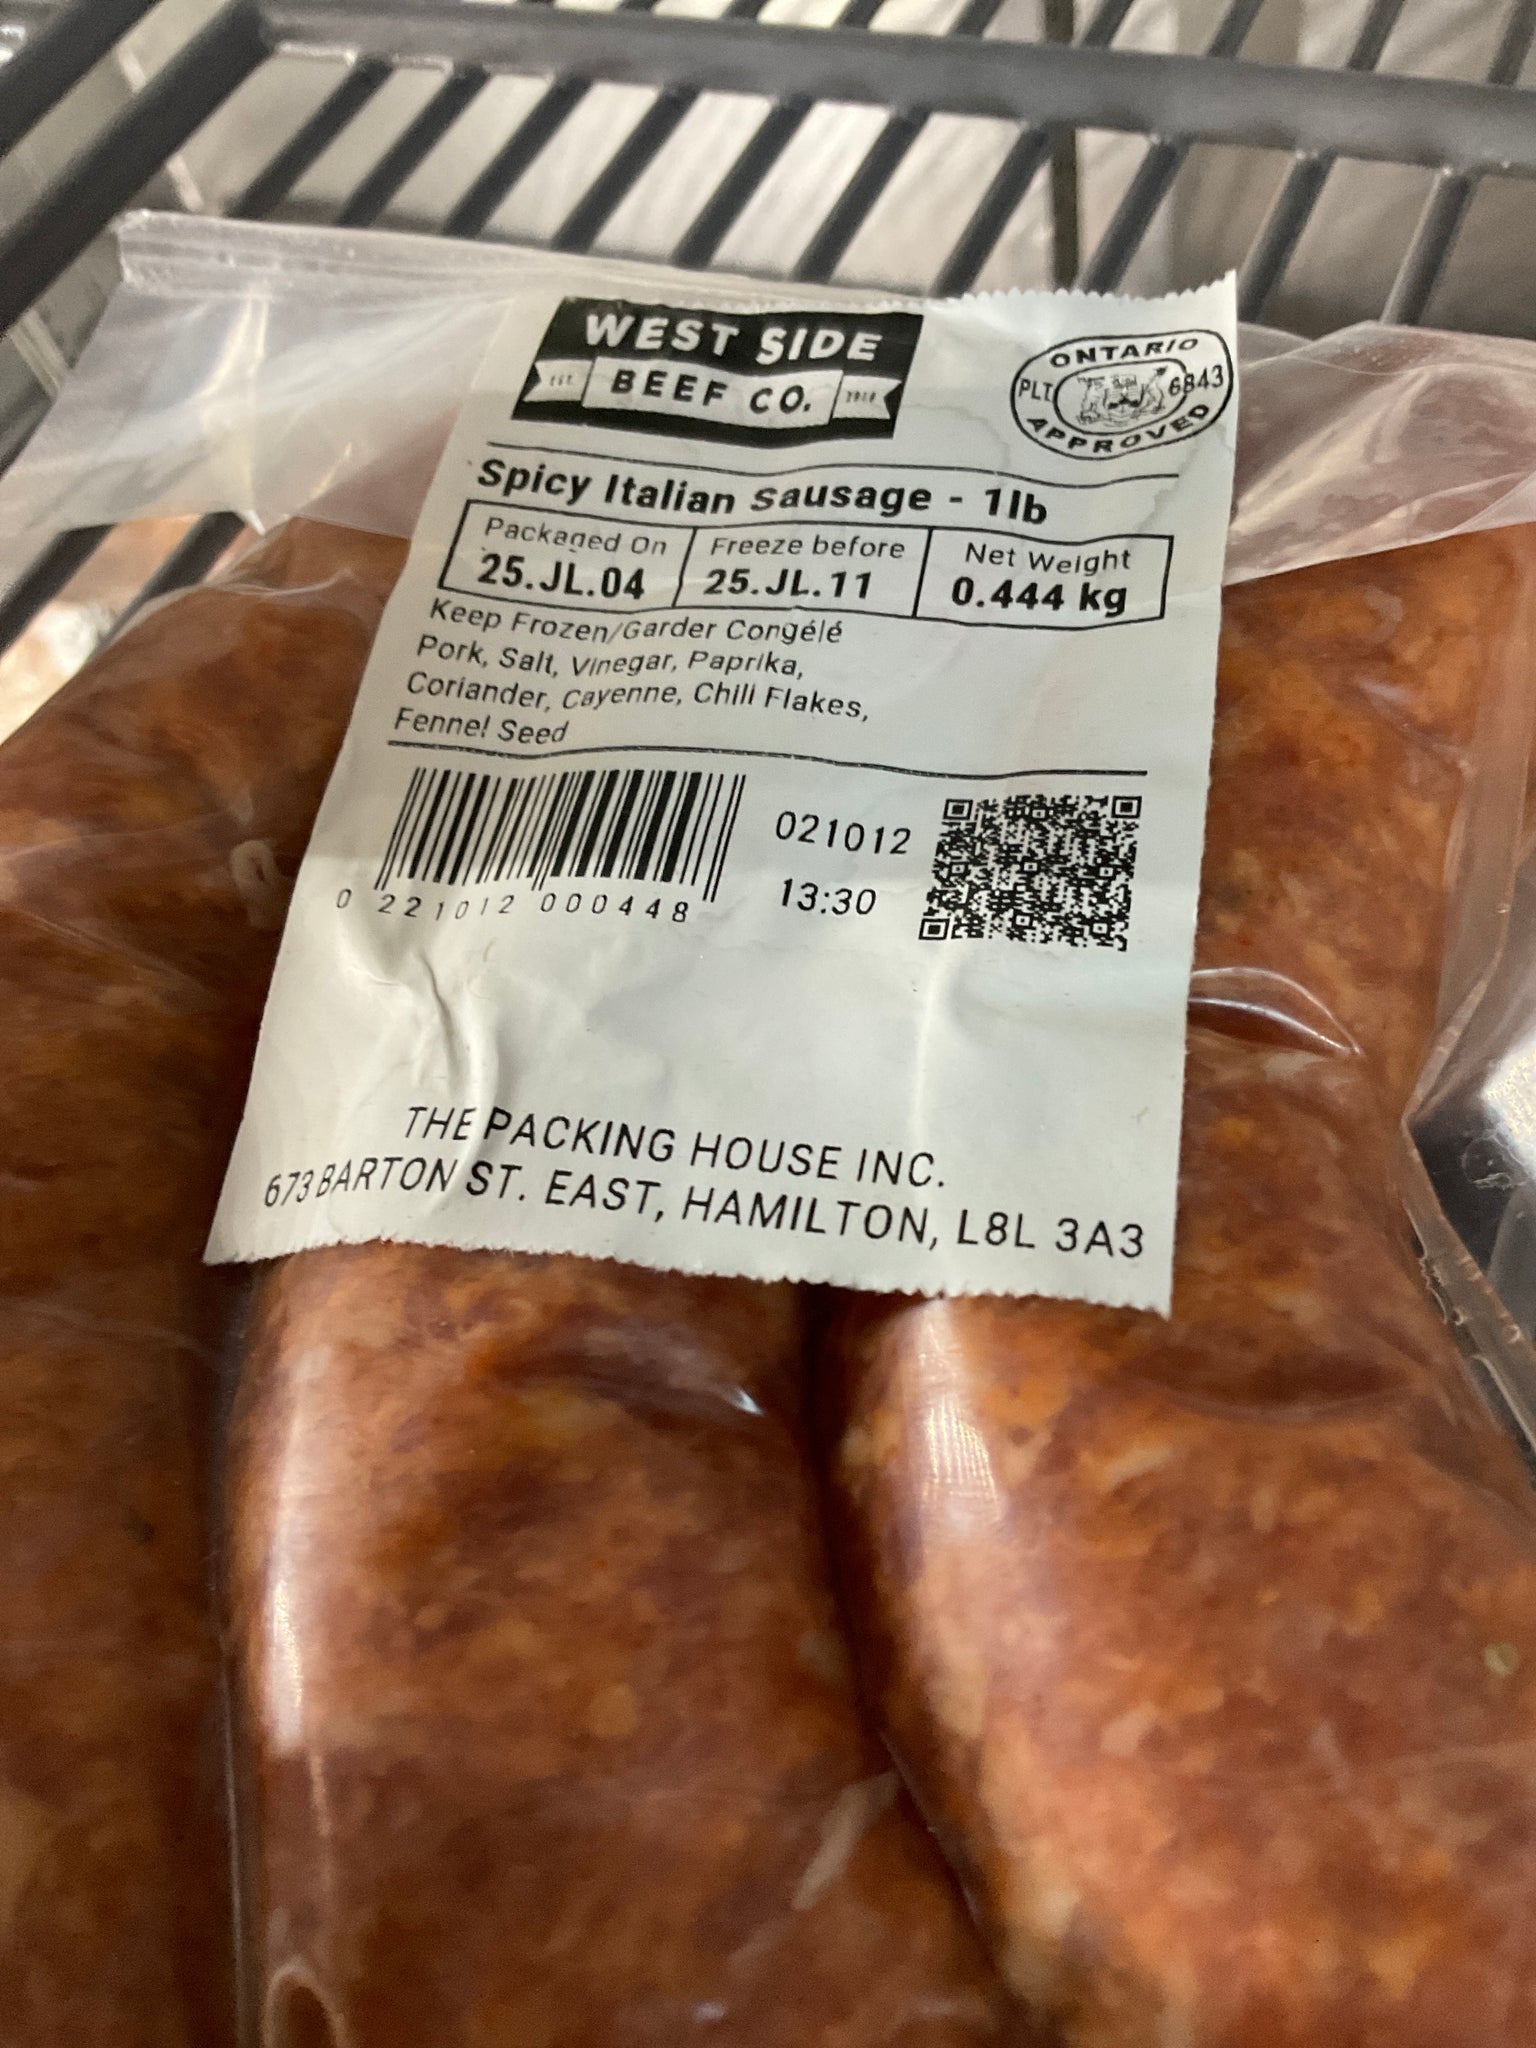 WEST SIDE
BEEF CO.
ONTARIO
PLT. 6843
APPROVED
Spicy Italian Sausage - 1lb
Packaged On
25.JL.04
Freeze before
25.JL.11
Net Weight
0.444 kg
Keep Frozen/Garder Congélé
Pork, Salt, Vinegar, Paprika,
Coriander, Cayenne, Chili Flakes,
Fennel Seed
021012
13:30
0 221012 000448
THE PACKING HOUSE INC.
673 BARTON ST. EAST, HAMILTON, L8L 3A3